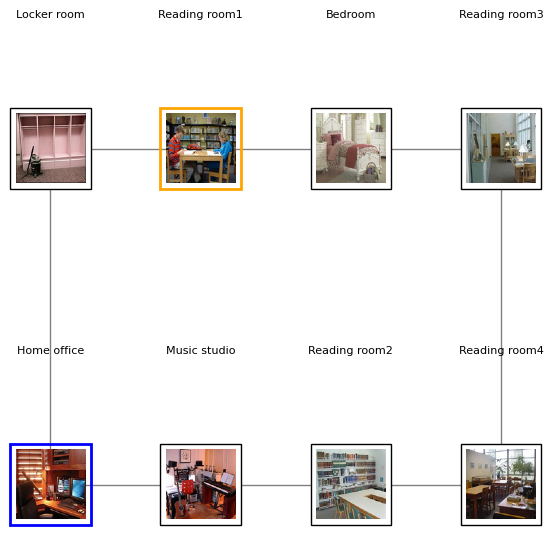 Locker room
Reading room1
Bedroom
Reading room3
Home office
Music studio
Reading room2
Reading room4